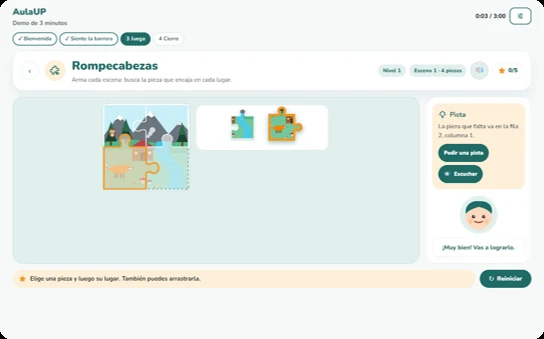 AulaUP
Demo de 3 minutos
0:03 / 3:00
✓ Bienvenida
✓ Siente la barrera
3 Juega
4 Cierre
Rompecabezas
Arma cada escena: busca la pieza que encaja en cada lugar.
Nivel 1
Escena 1 · 4 piezas
0/5
Pista
La pieza que falta va en la fila
2, columna 1.
Pedir una pista
Escuchar
¡Muy bien! Vas a lograrlo.
Elige una pieza y luego su lugar. También puedes arrastrarla.
Reiniciar